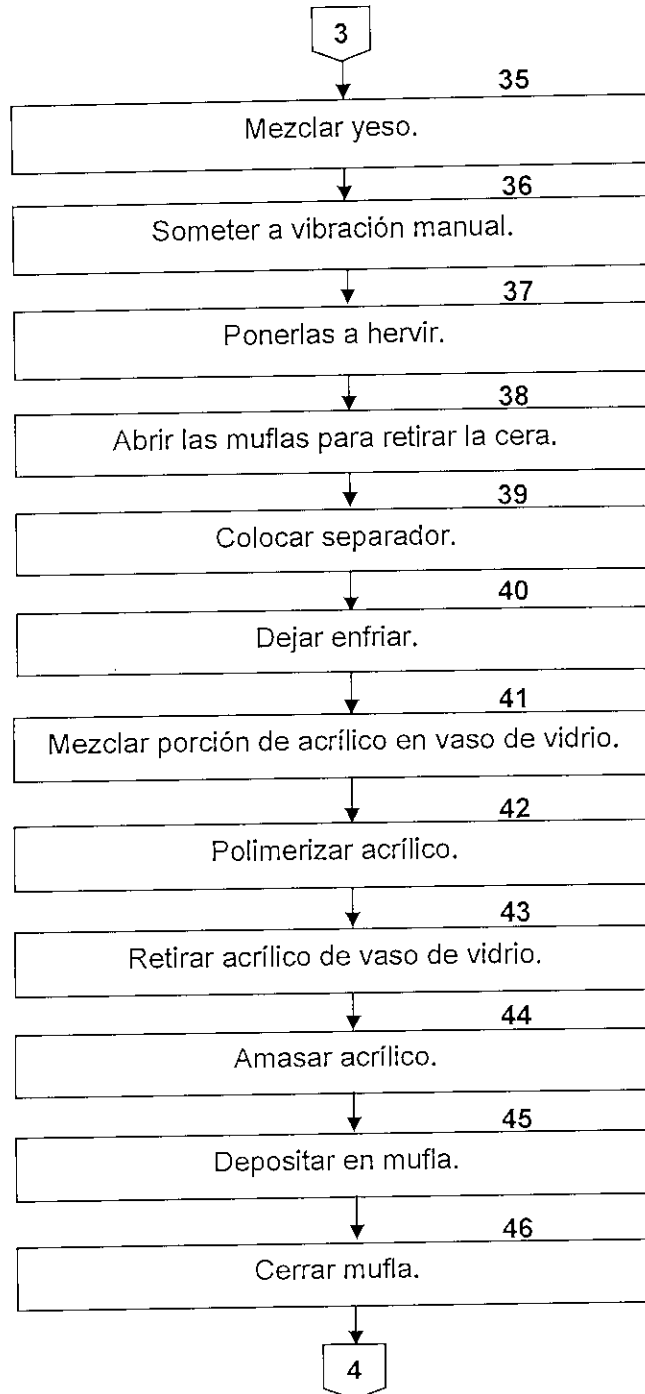 3
35
Mezclar yeso.
36
Someter a vibración manual.
37
Ponerlas a hervir.
38
Abrir las muflas para retirar la cera.
39
Colocar separador.
40
Dejar enfriar.
41
Mezclar porción de acrílico en vaso de vidrio.
42
Polimerizar acrílico.
43
Retirar acrílico de vaso de vidrio.
44
Amasar acrílico.
45
Depositar en mufla.
46
Cerrar mufla.
4